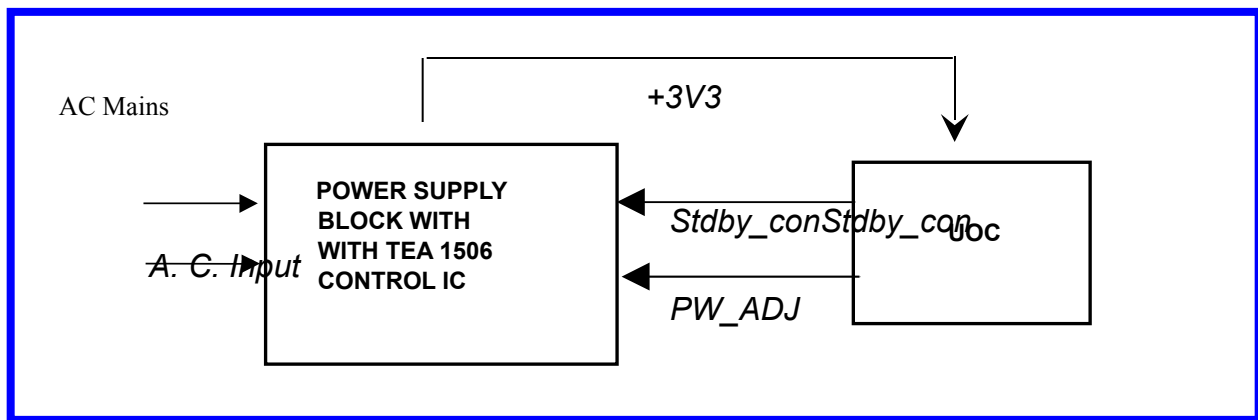 +3V3
AC Mains
POWER SUPPLY
BLOCK WITH
WITH TEA 1506
CONTROL IC
A. C. Input
Stdby_conStdby_con
UOC
PW_ADJ